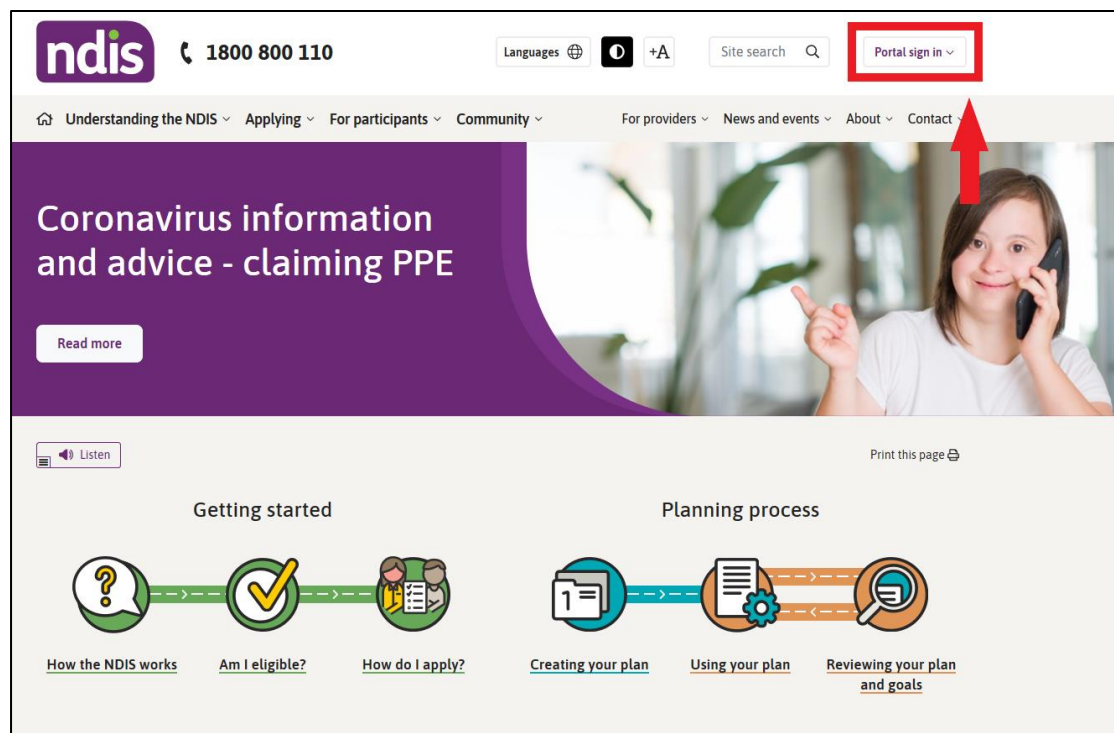 ndis
1800 800 110
Languages
+A
Site search
Portal sign in
Understanding the NDIS
Applying
For participants
Community
For providers
News and events
About
Contact
Coronavirus information
and advice - claiming PPE
Read more
Listen
Print this page
Getting started
Planning process
?
1
How the NDIS works
Am I eligible?
How do I apply?
Creating your plan
Using your plan
Reviewing your plan
and goals